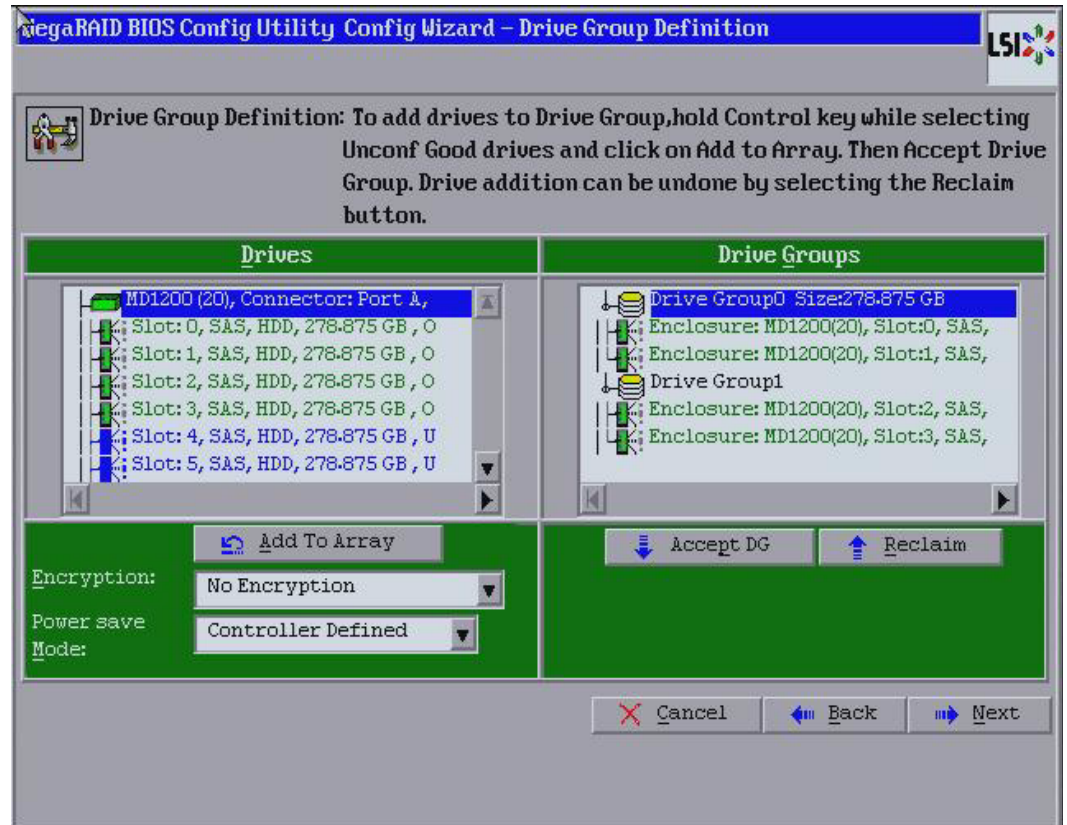 MegaRAID BIOS Config Utility Config Wizard – Drive Group Definition
LSI
Drive Group Definition: To add drives to Drive Group,hold Control key while selecting
Unconf Good drives and click on Add to Array. Then Accept Drive
Group. Drive addition can be undone by selecting the Reclaim
button.
Drives
MD1200 (20), Connector: Port A,
Slot: 0, SAS, HDD, 278.875 GB , O
Slot: 1, SAS, HDD, 278.875 GB , O
Slot: 2, SAS, HDD, 278.875 GB , O
Slot: 3, SAS, HDD, 278.875 GB , O
Slot: 4, SAS, HDD, 278.875 GB , U
Slot: 5, SAS, HDD, 278.875 GB , U
Add To Array
Encryption:
No Encryption
Power save
Mode:
Controller Defined
Drive Groups
Drive Group0 Size:278.875 GB
Enclosure: MD1200(20), Slot:0, SAS,
Enclosure: MD1200(20), Slot:1, SAS,
Drive Group1
Enclosure: MD1200(20), Slot:2, SAS,
Enclosure: MD1200(20), Slot:3, SAS,
Accept DG
Reclaim
Cancel
Back
Next